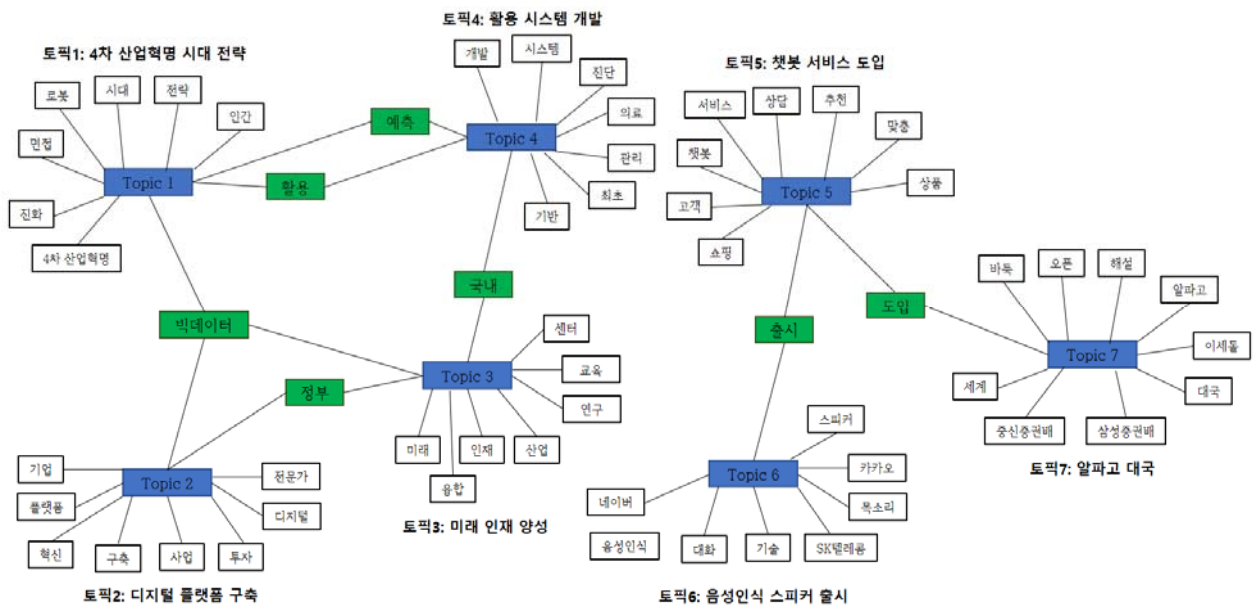 토픽1: 4차 산업혁명 시대 전략
로봇
시대
전략
인간
면접
Topic 1
진화
4차 산업혁명
예측
활용
토픽4: 활용 시스템 개발
개발
시스템
진단
의료
Topic 4
관리
최초
기반
토픽5: 챗봇 서비스 도입
서비스
상담
추천
맞춤
챗봇
Topic 5
상품
고객
쇼핑
빅데이터
국내
정부
출시
도입
센터
교육
Topic 3
연구
미래
인재
산업
융합
토픽3: 미래 인재 양성
기업
전문가
Topic 2
플랫폼
디지털
혁신
구축
사업
투자
토픽2: 디지털 플랫폼 구축
스피커
카카오
Topic 6
네이버
목소리
음성인식
대화
기술
SK텔레콤
토픽6: 음성인식 스피커 출시
바둑
오픈
해설
알파고
이세돌
Topic 7
세계
대국
중신증권배
삼성증권배
토픽7: 알파고 대국